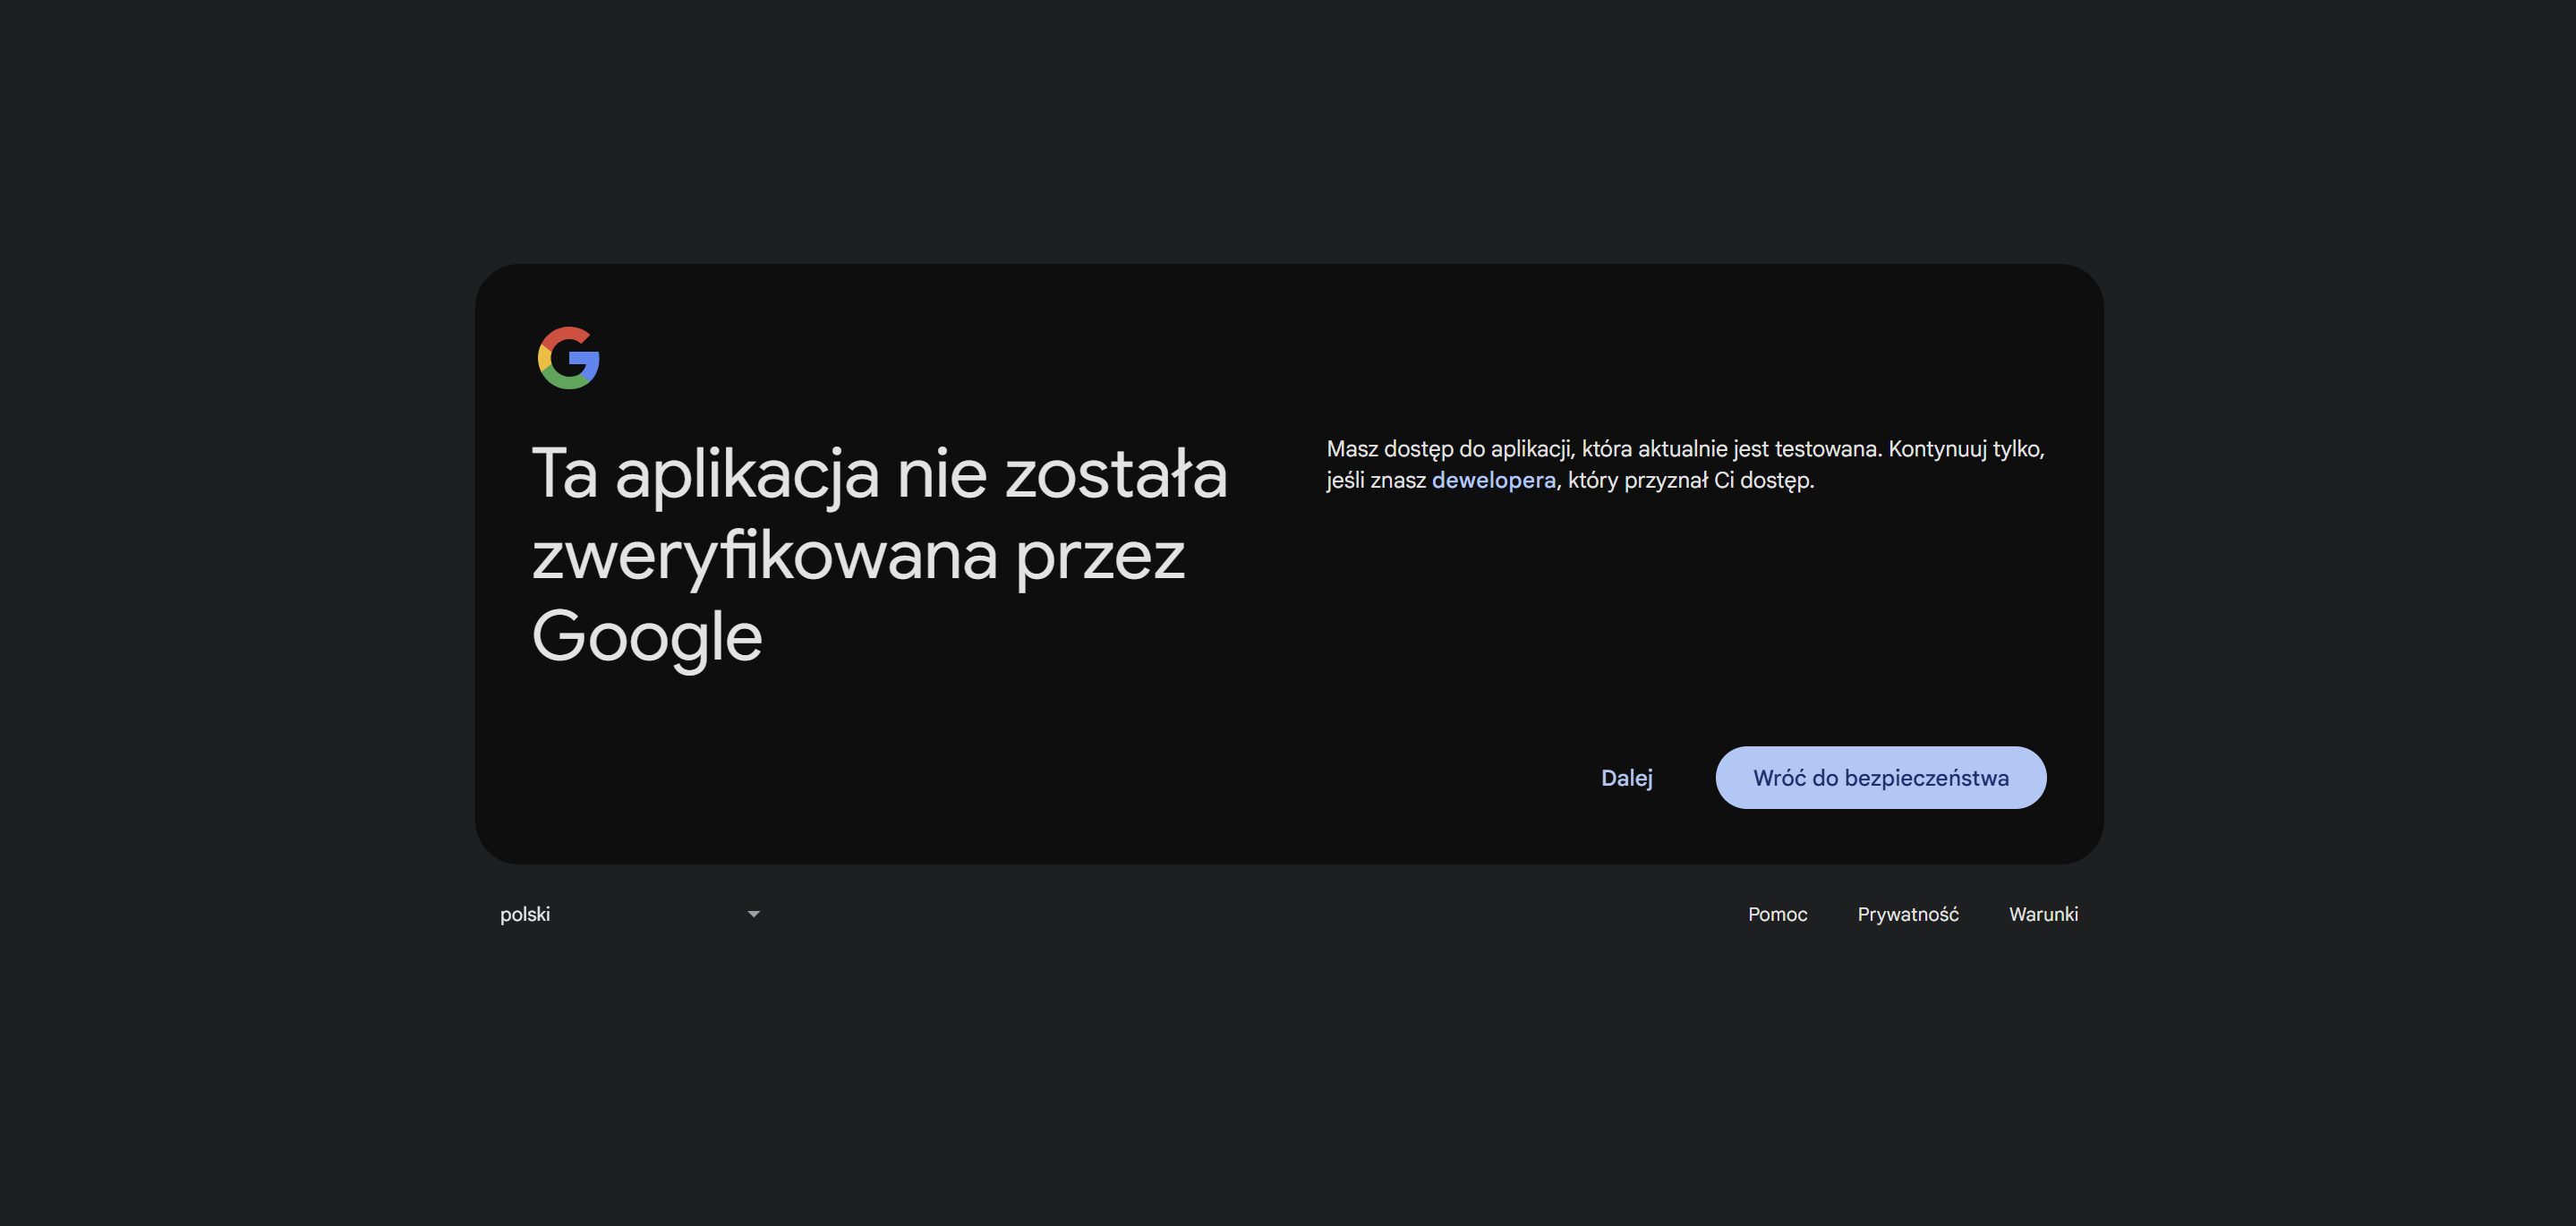 Ta aplikacja nie została
zweryfikowana przez
Google
Masz dostęp do aplikacji, która aktualnie jest testowana. Kontynuuj tylko,
jeśli znasz dewelopera, który przyznał Ci dostęp.
Dalej
Wróć do bezpieczeństwa
polski
Pomoc
Prywatność
Warunki